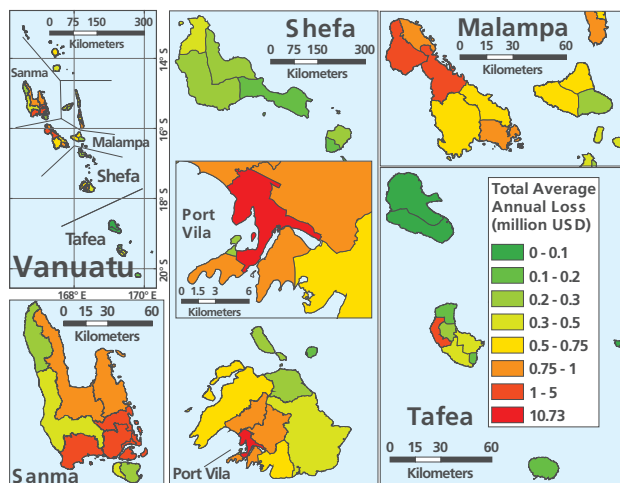 0 75 150 300
Kilometers
14°S
Sanma
16°S
Malampa
Shefa
18°S
Tafea
Vanuatu
20°S
168° E 170° E
Shefa
0 75 150 300
Kilometers
Malampa
0 15 30 60
Kilometers
Port
Vila
0 1.5 3 6
Kilometers
Total Average
Annual Loss
(million USD)
0 - 0.1
0.1 - 0.2
0.2 - 0.3
0.3 - 0.5
0.5 - 0.75
0.75 - 1
1 - 5
10.73
Tafea
0 20 40 80
Kilometers
0 15 30 60
Kilometers
Sanma
Port Vila